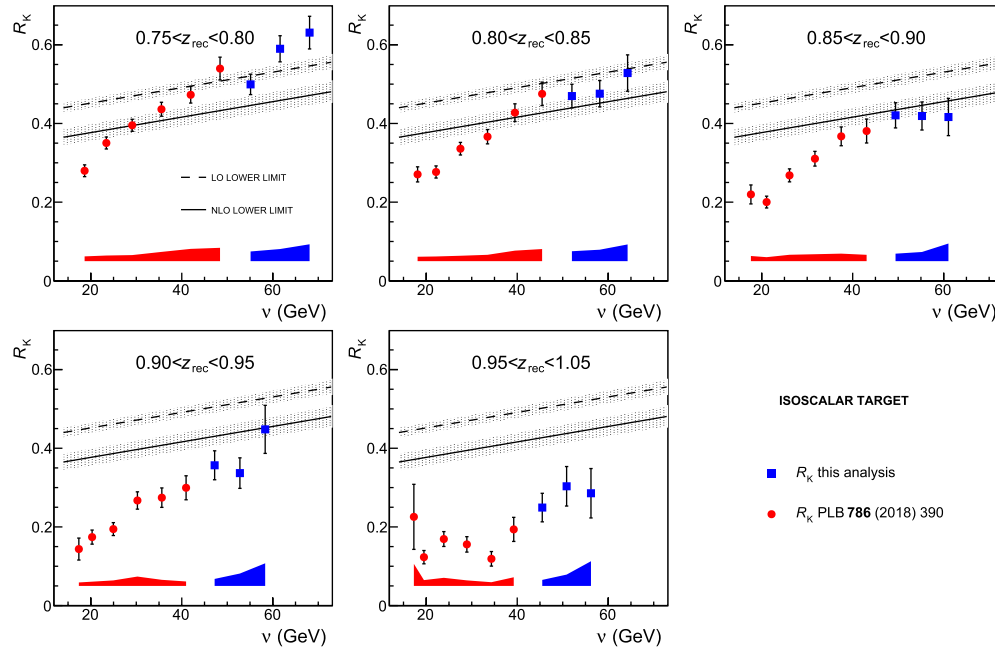 R_K
0.75<z_rec<0.80
0.6
0.4
0.2
0
LO LOWER LIMIT
NLO LOWER LIMIT
20 40 60
ν (GeV)
R_K
0.80<z_rec<0.85
0.6
0.4
0.2
0
20 40 60
ν (GeV)
R_K
0.85<z_rec<0.90
0.6
0.4
0.2
0
20 40 60
ν (GeV)
R_K
0.90<z_rec<0.95
0.6
0.4
0.2
0
20 40 60
ν (GeV)
R_K
0.95<z_rec<1.05
0.6
0.4
0.2
0
20 40 60
ν (GeV)
ISOSCALAR TARGET
R_K this analysis
R_K PLB 786 (2018) 390